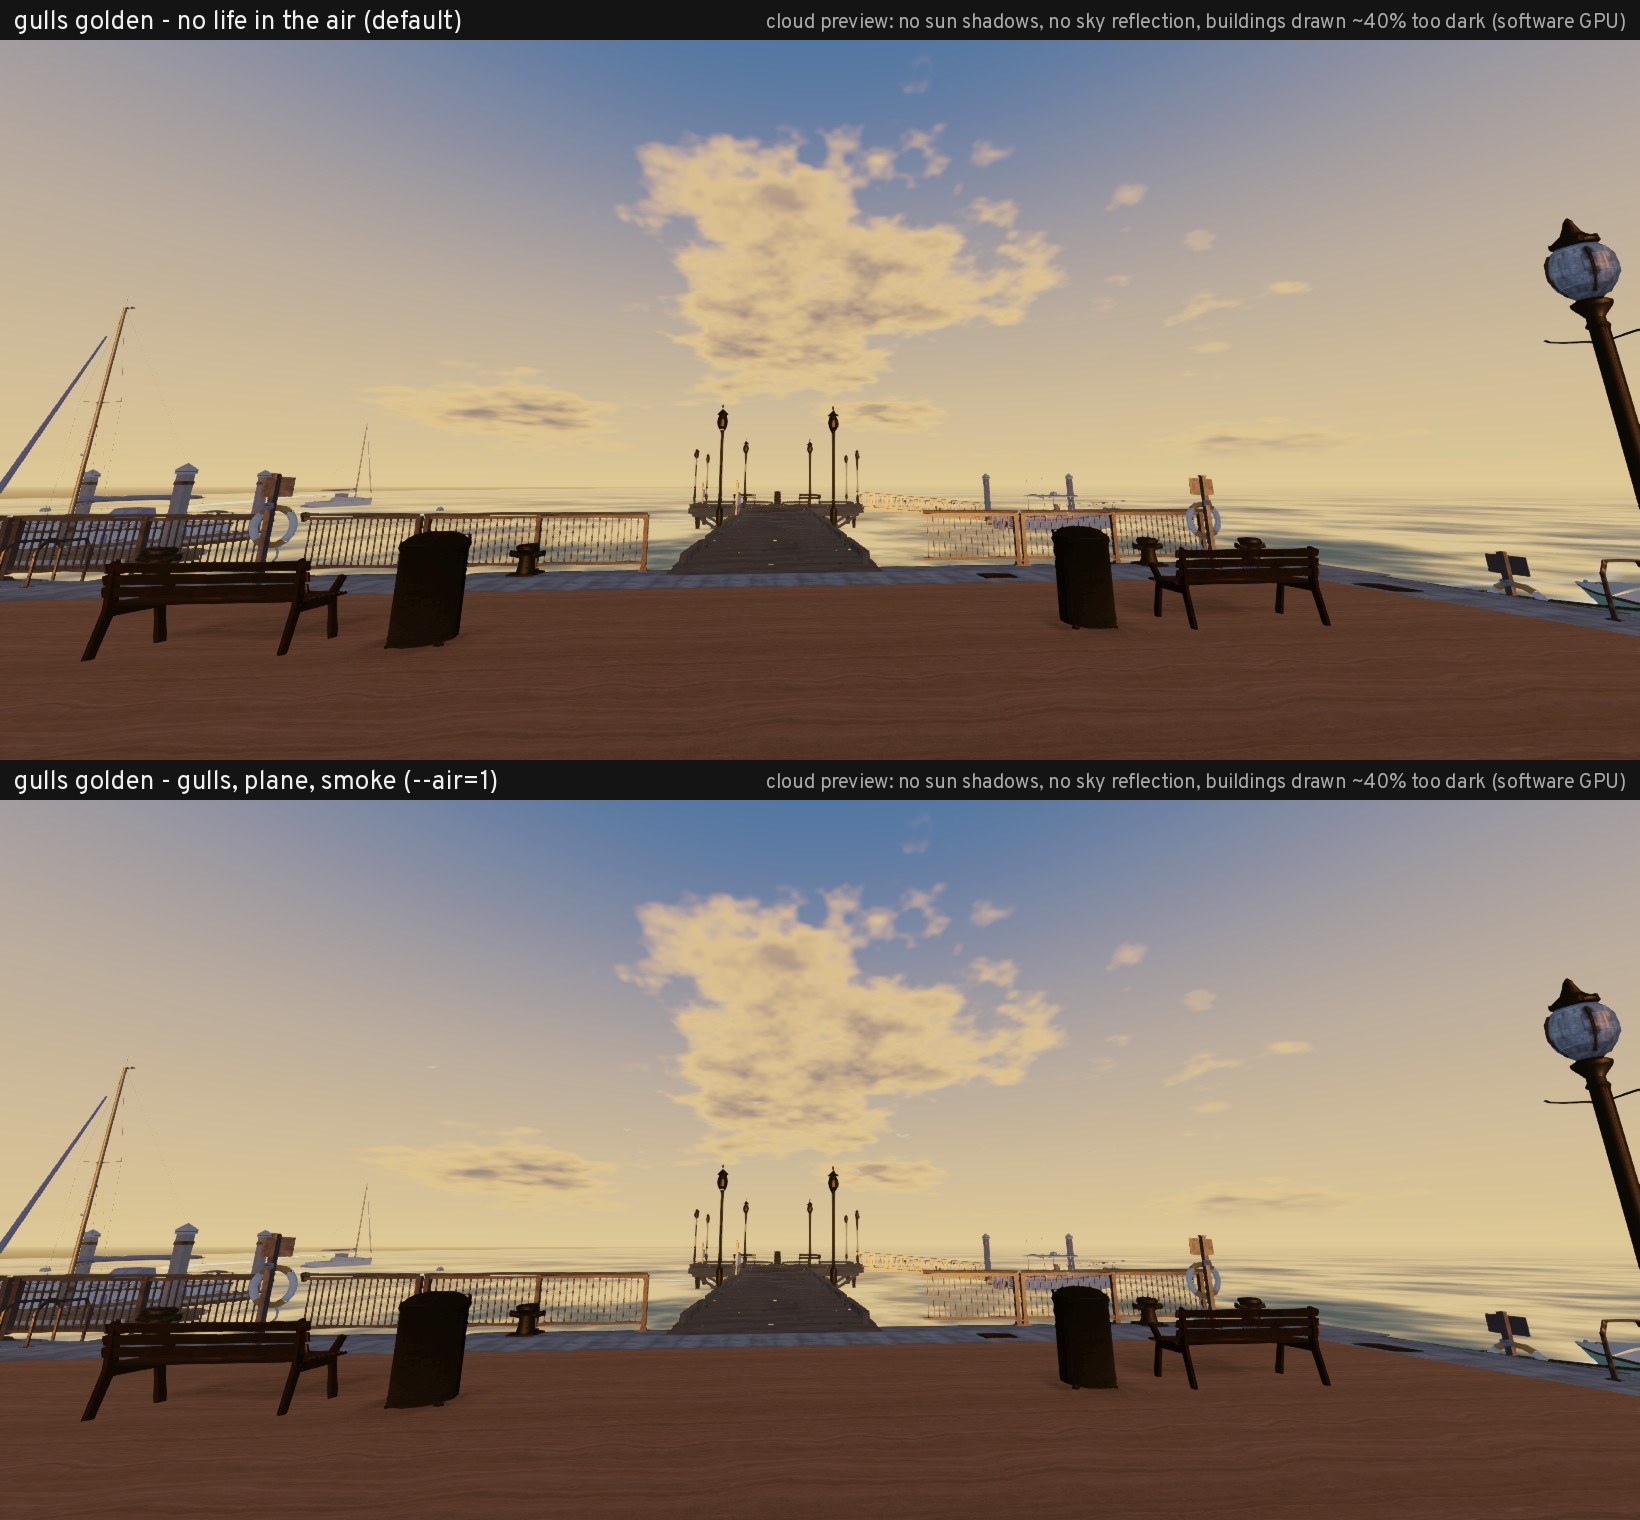 gulls golden - no life in the air (default)
cloud preview: no sun shadows, no sky reflection, buildings drawn ~40% too dark (software GPU)
gulls golden - gulls, plane, smoke (--air=1)
cloud preview: no sun shadows, no sky reflection, buildings drawn ~40% too dark (software GPU)